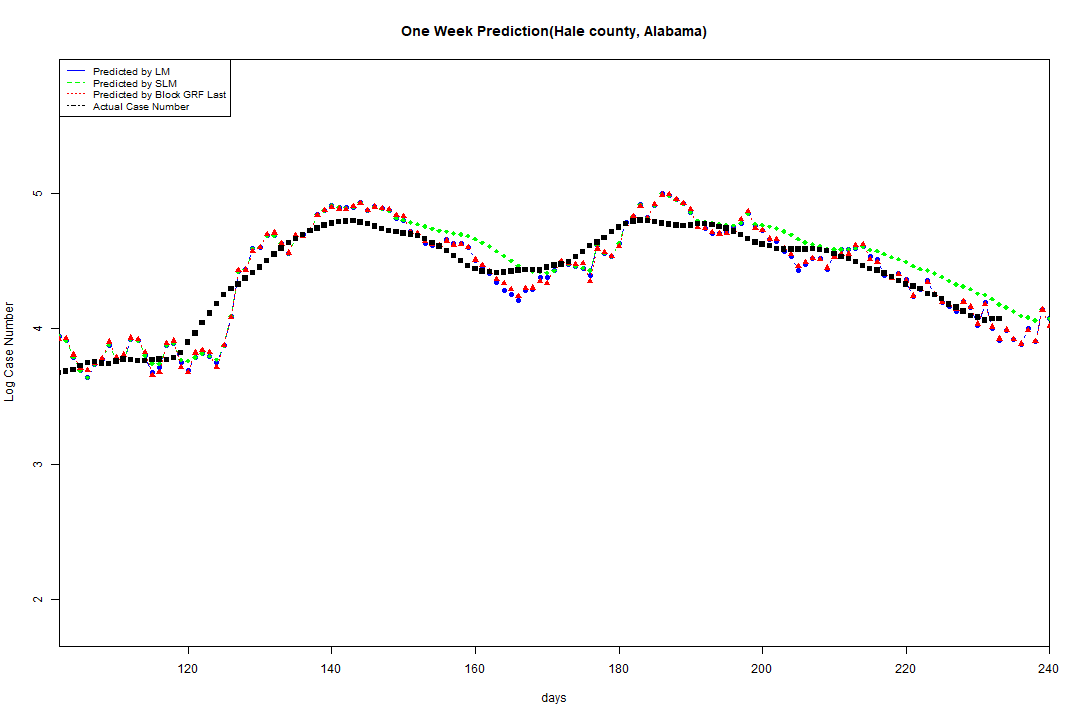 One Week Prediction(Hale county, Alabama)
Predicted by LM
Predicted by SLM
Predicted by Block GRF Last
Actual Case Number
5
4
3
2
Log Case Number
120 140 160 180 200 220 240
days